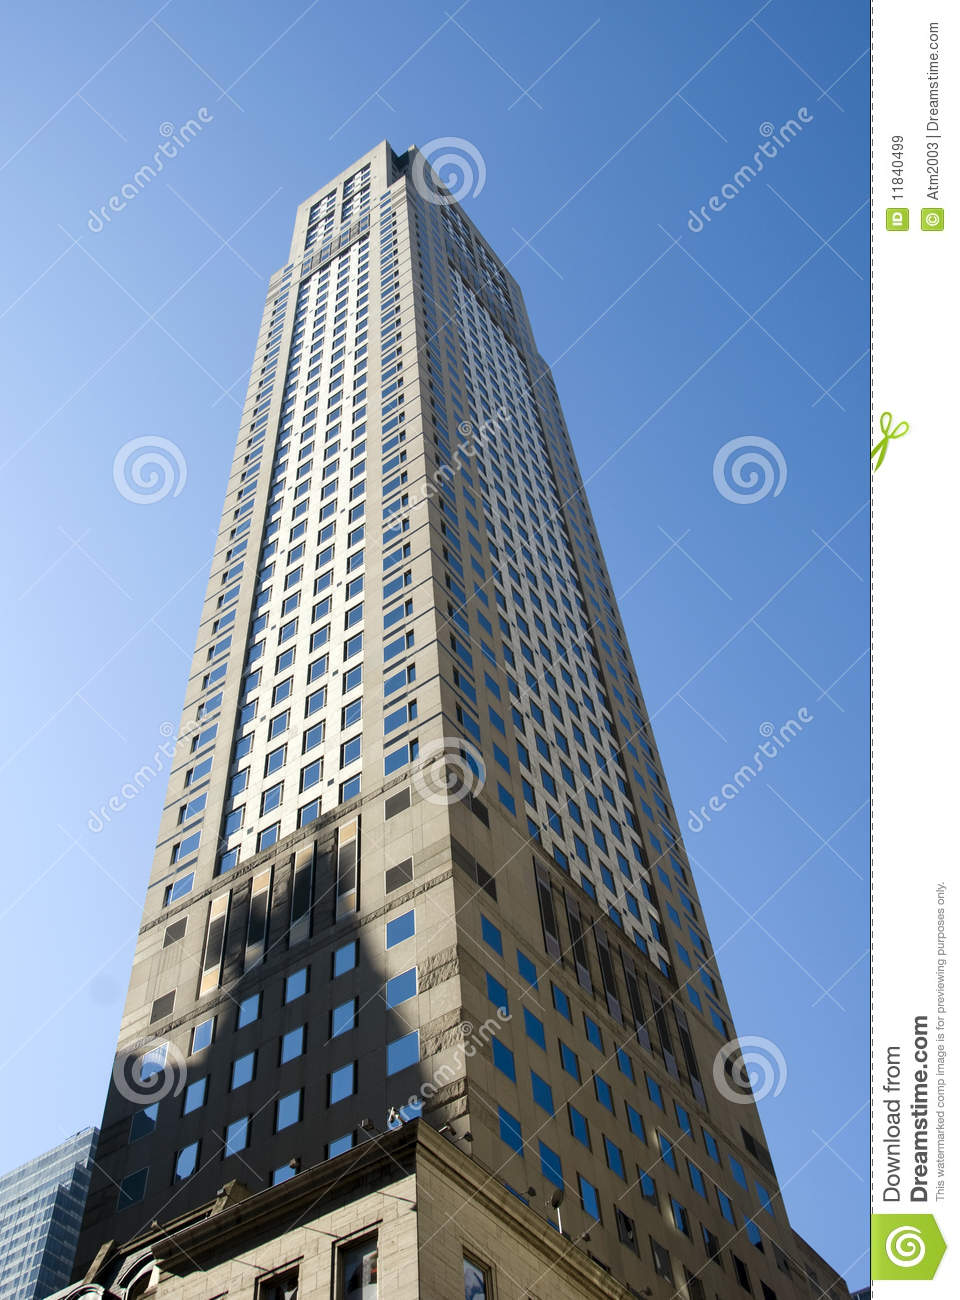 dreamstime
dreamstime
dreamstime
dreamstime
dreamstime
dreamstime
ID 11840499
© Atm2003 | Dreamstime.com
Download from
Dreamstime.com
This watermarked comp image is for previewing purposes only.